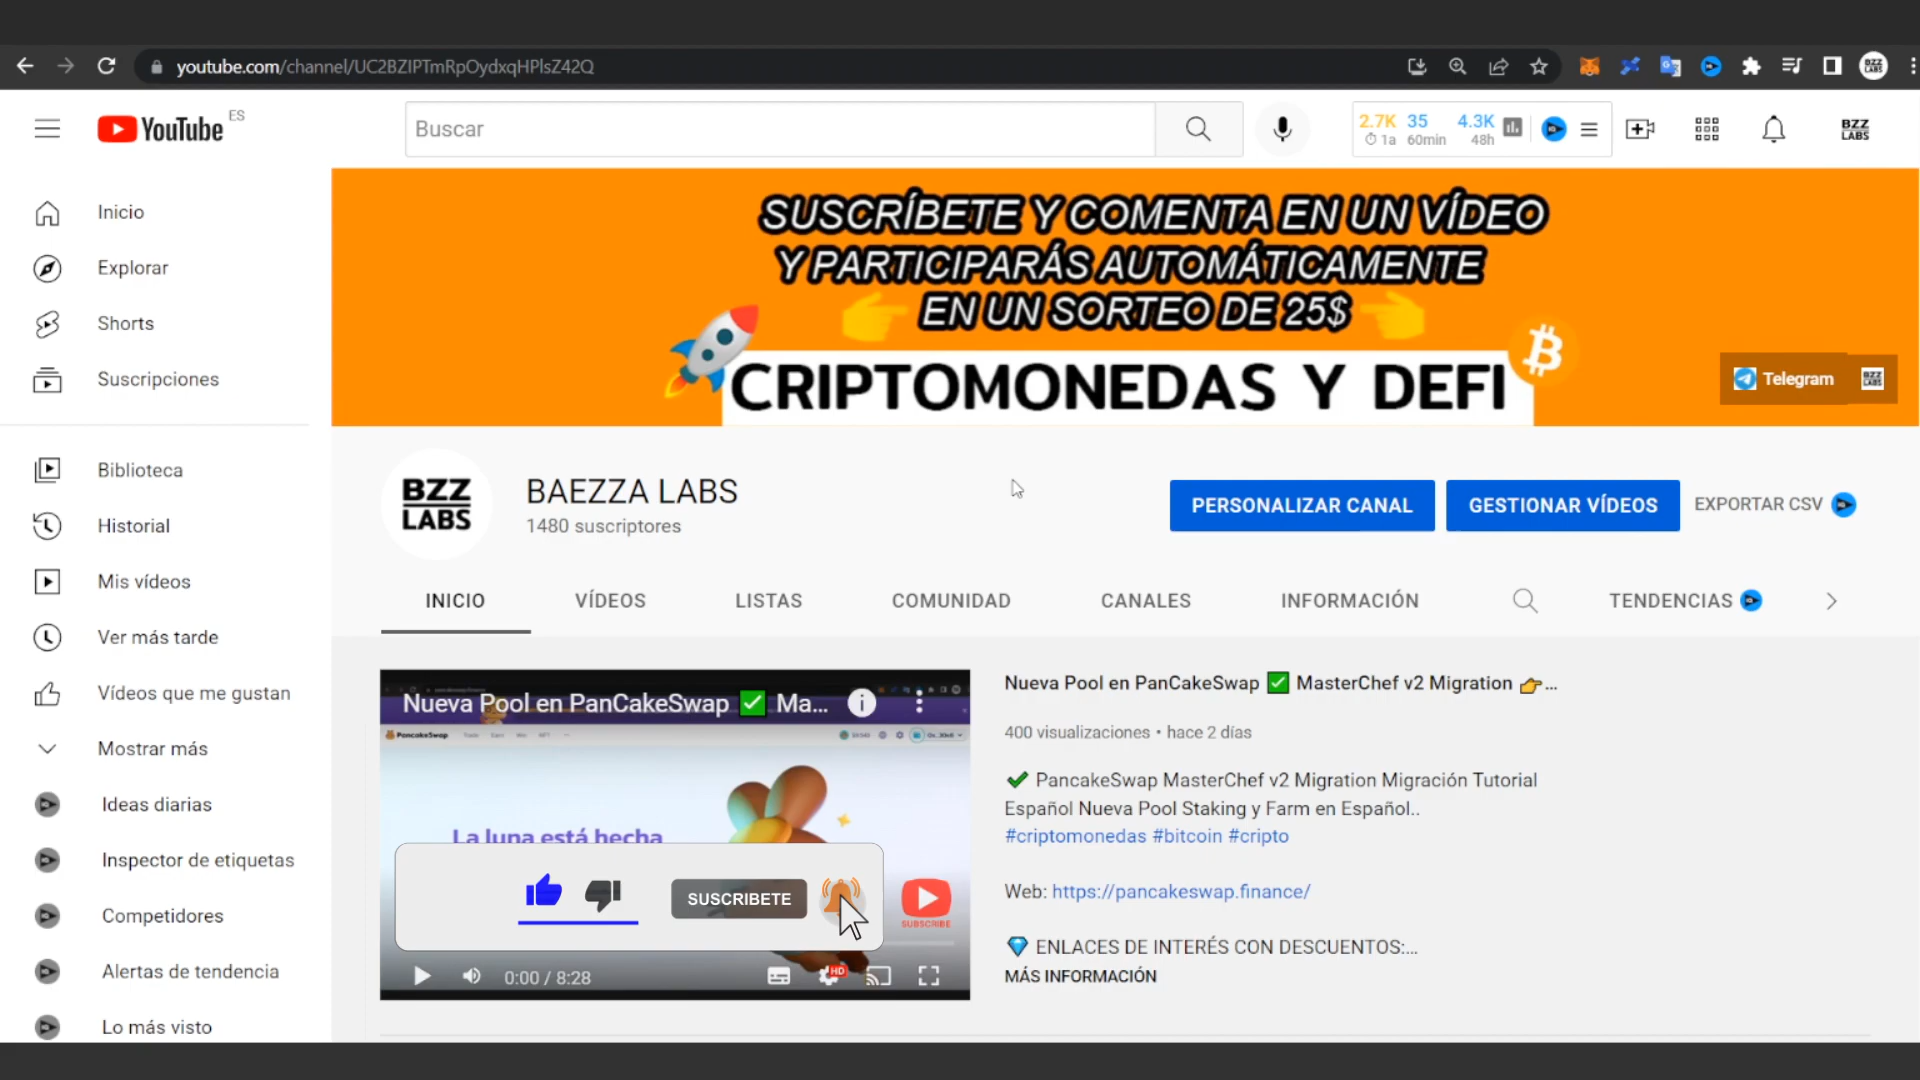 youtube.com/channel/UC2BZIPTmRpOydxqHPlsZ42Q
YouTube ES
Buscar
2.7K 35 4.3K
1a 60min 48h
BZZ LABS
Inicio
Explorar
Shorts
Suscripciones
Biblioteca
Historial
Mis vídeos
Ver más tarde
Vídeos que me gustan
Mostrar más
Ideas diarias
Inspector de etiquetas
Competidores
Alertas de tendencia
Lo más visto
SUSCRÍBETE Y COMENTA EN UN VÍDEO
Y PARTICIPARÁS AUTOMÁTICAMENTE
👉 EN UN SORTEO DE 25$ 👈
CRIPTOMONEDAS Y DEFI
Telegram
BZZ
LABS
BAEZZA LABS
1480 suscriptores
PERSONALIZAR CANAL
GESTIONAR VÍDEOS
EXPORTAR CSV
INICIO
VÍDEOS
LISTAS
COMUNIDAD
CANALES
INFORMACIÓN
TENDENCIAS
Nueva Pool en PanCakeSwap ✅ Ma...
PancakeSwap
La luna está hecha
SUSCRIBETE
SUBSCRIBE
0:00 / 8:28
HD
Nueva Pool en PanCakeSwap ✅ MasterChef v2 Migration 👉...
400 visualizaciones • hace 2 días
✔ PancakeSwap MasterChef v2 Migration Migración Tutorial
Español Nueva Pool Staking y Farm en Español..
#criptomonedas #bitcoin #cripto
Web: https://pancakeswap.finance/
💎 ENLACES DE INTERÉS CON DESCUENTOS:...
MÁS INFORMACIÓN